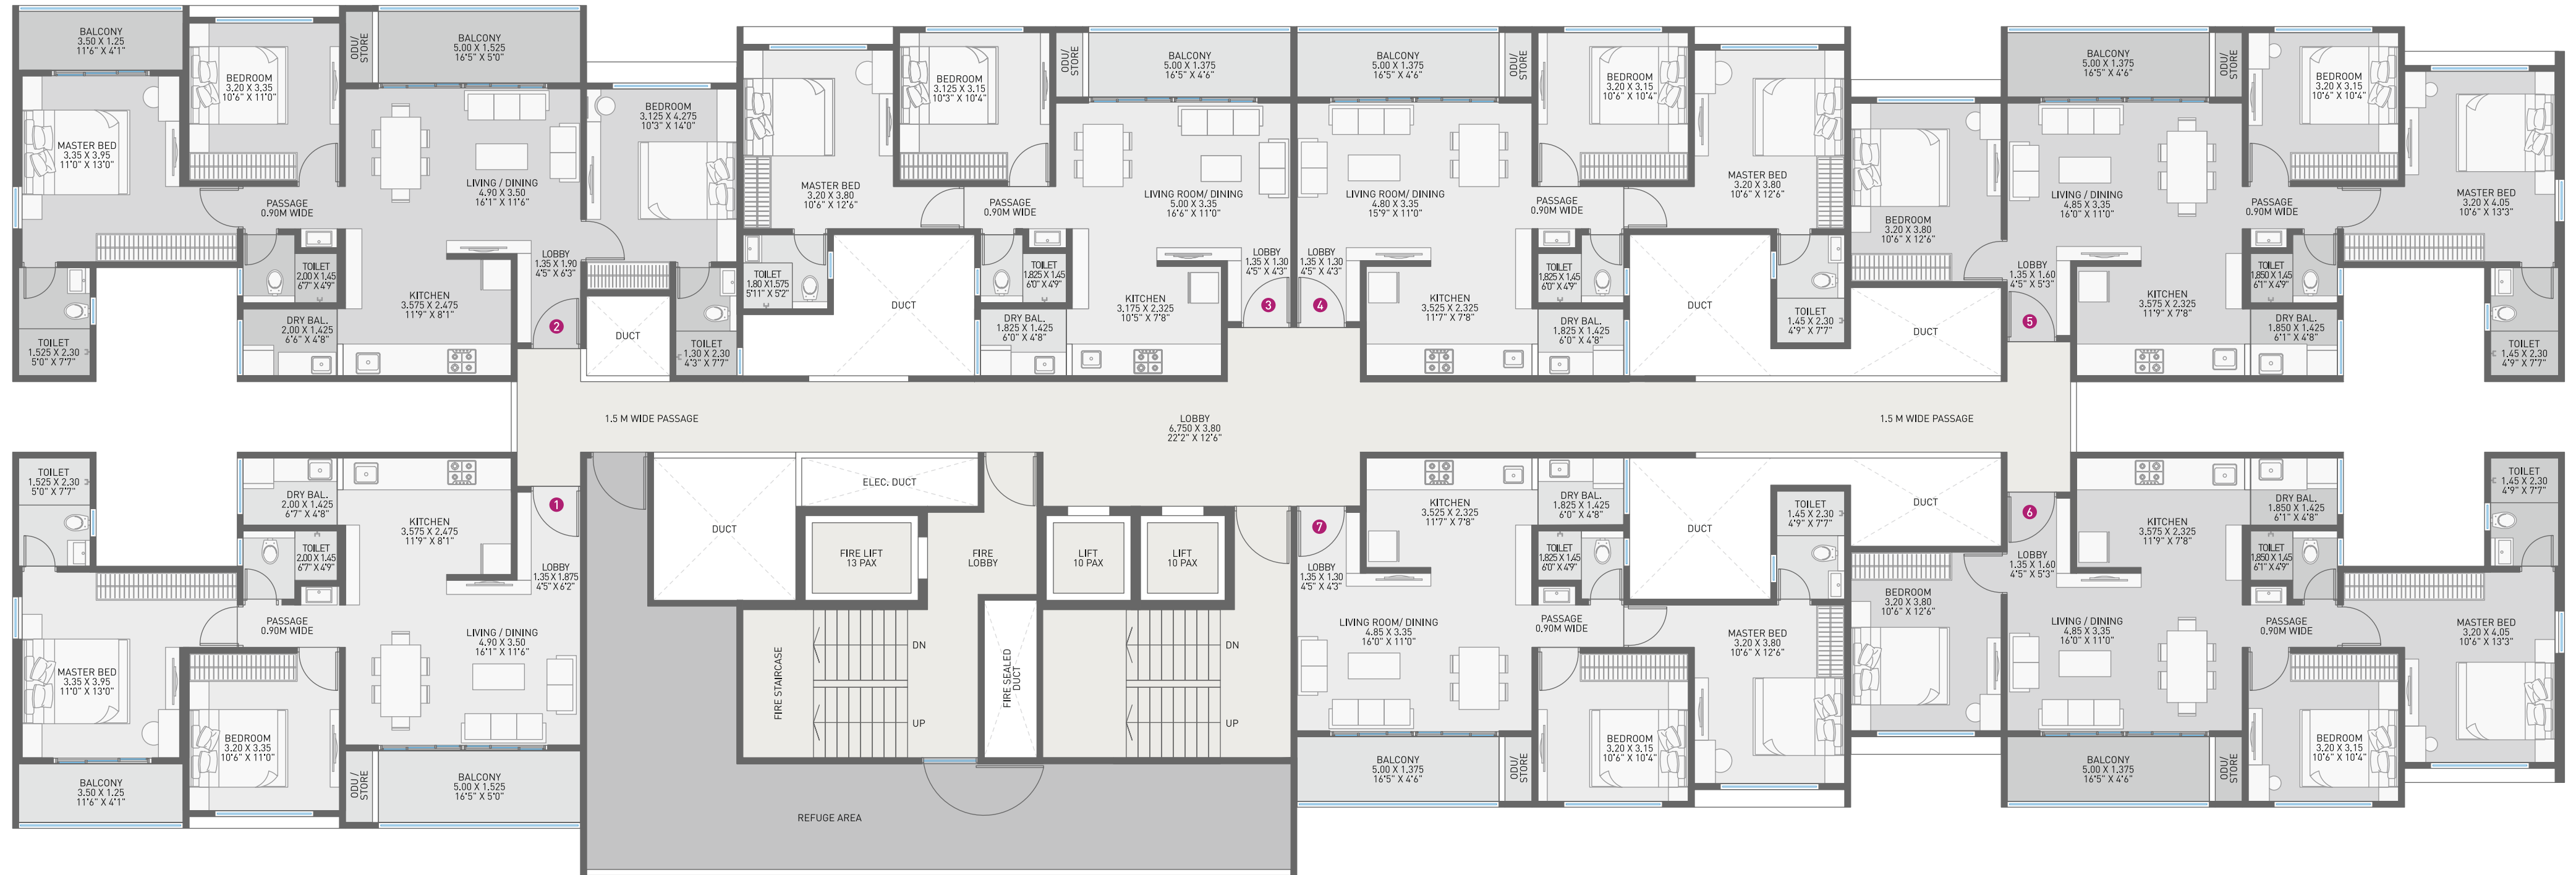 BALCONY
3.50 X 1.25
11'6" X 4'1"
BEDROOM
3.20 X 3.35
10'6" X 11'0"
ODU/
STORE
BALCONY
5.00 X 1.525
16'5" X 5'0"
MASTER BED
3.35 X 3.95
11'0" X 13'0"
PASSAGE
0.90M WIDE
LIVING / DINING
4.90 X 3.50
16'1" X 11'6"
TOILET
2.00 X 1.45
6'7" X 4'9"
KITCHEN
3.575 X 2.475
11'9" X 8'1"
DRY BAL.
2.00 X 1.425
6'6" X 4'8"
TOILET
1.525 X 2.30
5'0" X 7'7"
LOBBY
1.35 X 1.90
4'5" X 6'3"
2
BEDROOM
3.125 X 4.275
10'3" X 14'0"
DUCT
TOILET
1.30 X 2.30
4'3" X 7'7"
MASTER BED
3.20 X 3.80
10'6" X 12'6"
BEDROOM
3.125 X 3.15
10'3" X 10'4"
ODU/
STORE
BALCONY
5.00 X 1.375
16'5" X 4'6"
PASSAGE
0.90M WIDE
LIVING ROOM/ DINING
5.00 X 3.35
16'6" X 11'0"
TOILET
1.80 X1.575
5'11" X 5'2"
DUCT
TOILET
1.825 X 1.45
6'0" X 4'9"
DRY BAL.
1.825 X 1.425
6'0" X 4'8"
KITCHEN
3.175 X 2.325
10'5" X 7'8"
LOBBY
1.35 X 1.30
4'5" X 4'3"
3
BALCONY
5.00 X 1.375
16'5" X 4'6"
ODU/
STORE
BEDROOM
3.20 X 3.15
10'6" X 10'4"
MASTER BED
3.20 X 3.80
10'6" X 12'6"
LIVING ROOM/ DINING
4.80 X 3.35
15'9" X 11'0"
PASSAGE
0.90M WIDE
LOBBY
1.35 X 1.30
4'5" X 4'3"
4
KITCHEN
3.525 X 2.325
11'7" X 7'8"
TOILET
1.825 X 1.45
6'0" X 4'9"
DRY BAL.
1.825 X 1.425
6'0" X 4'8"
DUCT
TOILET
1.45 X 2.30
4'9" X 7'7"
BEDROOM
3.20 X 3.80
10'6" X 12'6"
DUCT
BALCONY
5.00 X 1.375
16'5" X 4'6"
ODU/
STORE
BEDROOM
3.20 X 3.15
10'6" X 10'4"
LIVING / DINING
4.85 X 3.35
16'0" X 11'0"
PASSAGE
0.90M WIDE
MASTER BED
3.20 X 4.05
10'6" X 13'3"
LOBBY
1.35 X 1.60
4'5" X 5'3"
5
KITCHEN
3.575 X 2.325
11'9" X 7'8"
TOILET
1.850 X 1.45
6'1" X 4'9"
DRY BAL.
1.850 X 1.425
6'1" X 4'8"
TOILET
1.45 X 2.30
4'9" X 7'7"
1.5 M WIDE PASSAGE
LOBBY
6.750 X 3.80
22'2" X 12'6"
1.5 M WIDE PASSAGE
TOILET
1.525 X 2.30
5'0" X 7'7"
DRY BAL.
2.00 X 1.425
6'7" X 4'8"
KITCHEN
3.575 X 2.475
11'9" X 8'1"
1
TOILET
2.00 X 1.45
6'7" X 4'9"
LOBBY
1.35 X 1.875
4'5" X 6'2"
PASSAGE
0.90M WIDE
LIVING / DINING
4.90 X 3.50
16'1" X 11'6"
MASTER BED
3.35 X 3.95
11'0" X 13'0"
BEDROOM
3.20 X 3.35
10'6" X 11'0"
BALCONY
3.50 X 1.25
11'6" X 4'1"
ODU/
STORE
BALCONY
5.00 X 1.525
16'5" X 5'0"
DUCT
ELEC. DUCT
FIRE LIFT
13 PAX
FIRE
LOBBY
LIFT
10 PAX
LIFT
10 PAX
FIRE STAIRCASE
DN
UP
FIRE SEALED
DUCT
DN
UP
REFUGE AREA
7
LOBBY
1.35 X 1.30
4'5" X 4'3"
KITCHEN
3.525 X 2.325
11'7" X 7'8"
DRY BAL.
1.825 X 1.425
6'0" X 4'8"
TOILET
1.825 X 1.45
6'0" X 4'9"
DUCT
TOILET
1.45 X 2.30
4'9" X 7'7"
LIVING ROOM/ DINING
4.85 X 3.35
16'0" X 11'0"
PASSAGE
0.90M WIDE
MASTER BED
3.20 X 3.80
10'6" X 12'6"
BEDROOM
3.20 X 3.15
10'6" X 10'4"
BALCONY
5.00 X 1.375
16'5" X 4'6"
ODU/
STORE
DUCT
6
LOBBY
1.35 X 1.60
4'5" X 5'3"
BEDROOM
3.20 X 3.80
10'6" X 12'6"
KITCHEN
3.575 X 2.325
11'9" X 7'8"
DRY BAL.
1.850 X 1.425
6'1" X 4'8"
TOILET
1.850 X 1.45
6'1" X 4'9"
TOILET
1.45 X 2.30
4'9" X 7'7"
LIVING / DINING
4.85 X 3.35
16'0" X 11'0"
PASSAGE
0.90M WIDE
MASTER BED
3.20 X 4.05
10'6" X 13'3"
BEDROOM
3.20 X 3.15
10'6" X 10'4"
BALCONY
5.00 X 1.375
16'5" X 4'6"
ODU/
STORE